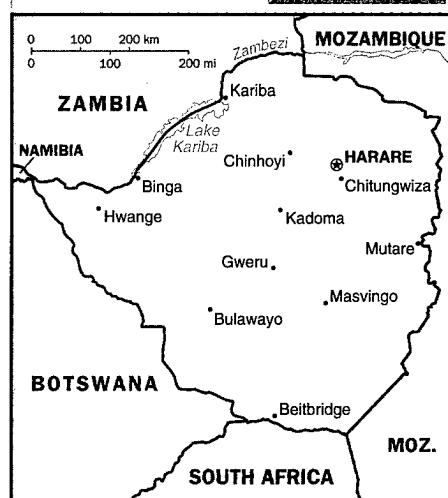 0 100 200 km
0 100 200 mi
Zambezi
MOZAMBIQUE
ZAMBIA
Kariba
Lake
Kariba
NAMIBIA
Chinhoyi
HARARE
Binga
Chitungwiza
Hwange
Kadoma
Mutare
Gweru
Masvingo
Bulawayo
BOTSWANA
Beitbridge
MOZ.
SOUTH AFRICA